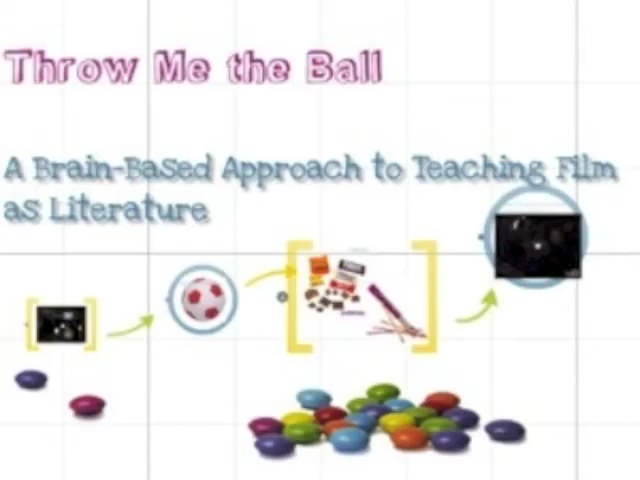 Throw Me the Ball
A Brain-Based Approach to Teaching Film
as Literature